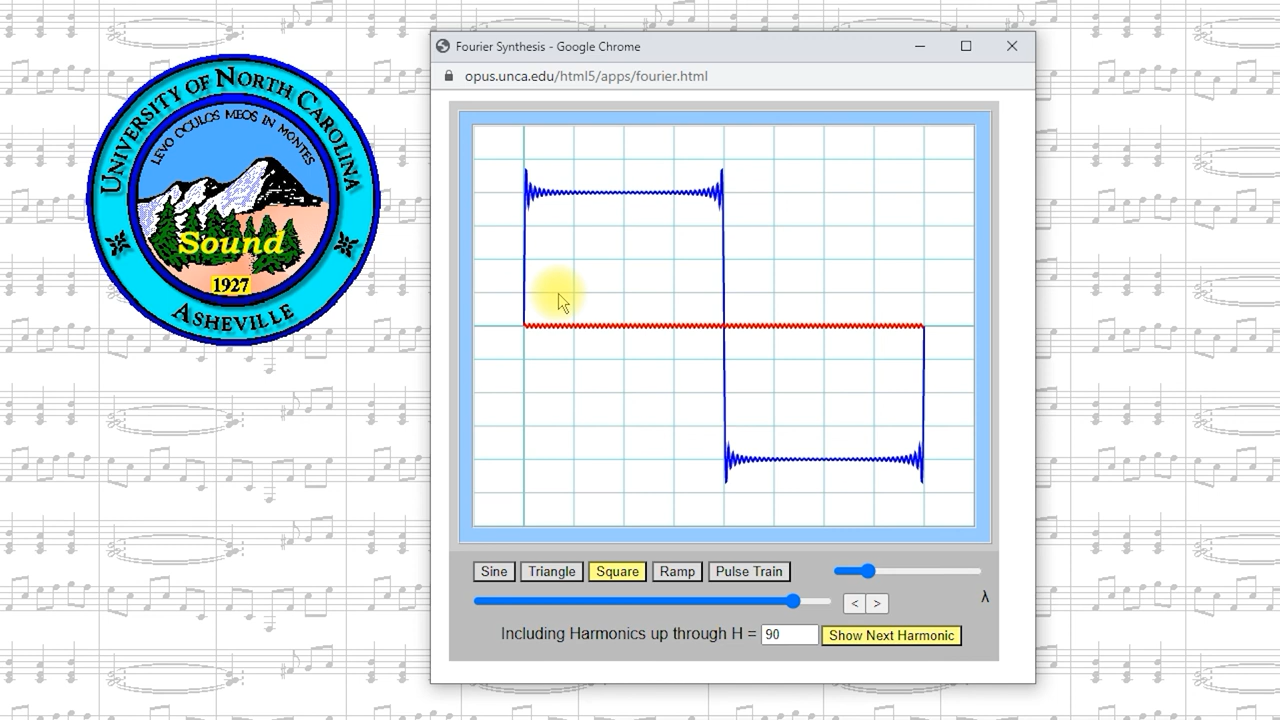 Fourier Synthesis - Google Chrome
opus.unca.edu/html5/apps/fourier.html
UNIVERSITY OF NORTH CAROLINA
LEVO OCULOS MEOS IN MONTES
Sound
1927
ASHEVILLE
Sine Triangle Square Ramp Pulse Train
< > λ
Including Harmonics up through H = 90 Show Next Harmonic